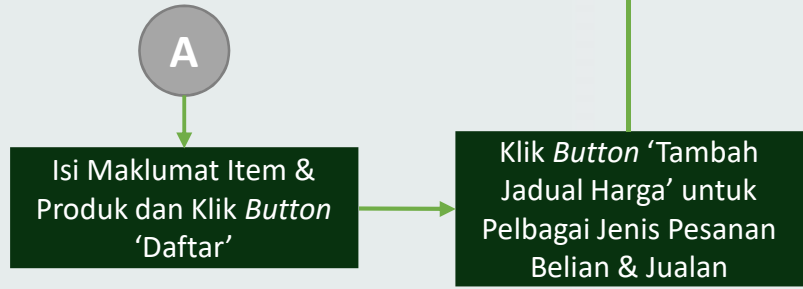 A
Isi Maklumat Item &
Produk dan Klik Button
‘Daftar’
Klik Button ‘Tambah
Jadual Harga’ untuk
Pelbagai Jenis Pesanan
Belian & Jualan